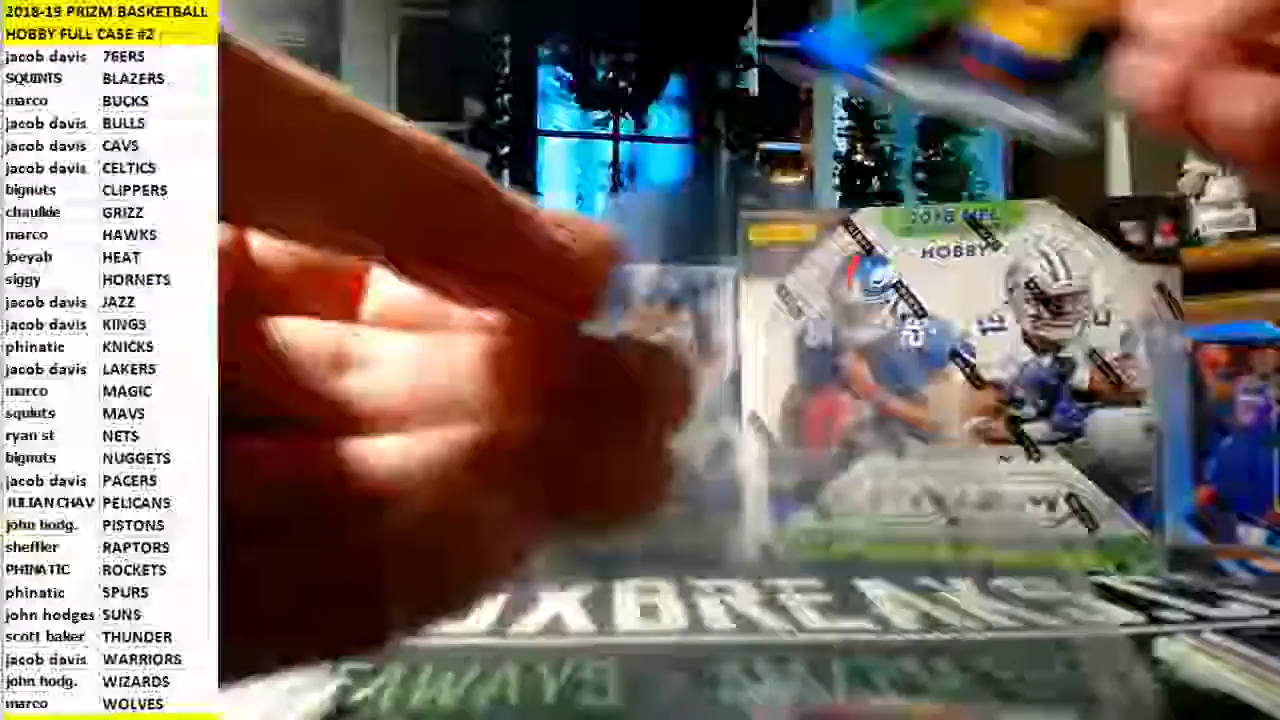 2018-19 PRIZM BASKETBALL
HOBBY FULL CASE #2
jacob davis 76ERS
SQUINTS BLAZERS
marco BUCKS
jacob davis BULLS
jacob davis CAVS
jacob davis CELTICS
bignuts CLIPPERS
chaulkie GRIZZ
marco HAWKS
joeyah HEAT
siggy HORNETS
jacob davis JAZZ
jacob davis KINGS
phinatic KNICKS
jacob davis LAKERS
marco MAGIC
squints MAVS
ryan st NETS
bignuts NUGGETS
jacob davis PACERS
JULIAN CHAV PELICANS
john hodg. PISTONS
sheffler RAPTORS
PHINATIC ROCKETS
phinatic SPURS
john hodges SUNS
scott baker THUNDER
jacob davis WARRIORS
john hodg. WIZARDS
marco WOLVES
HOBBY